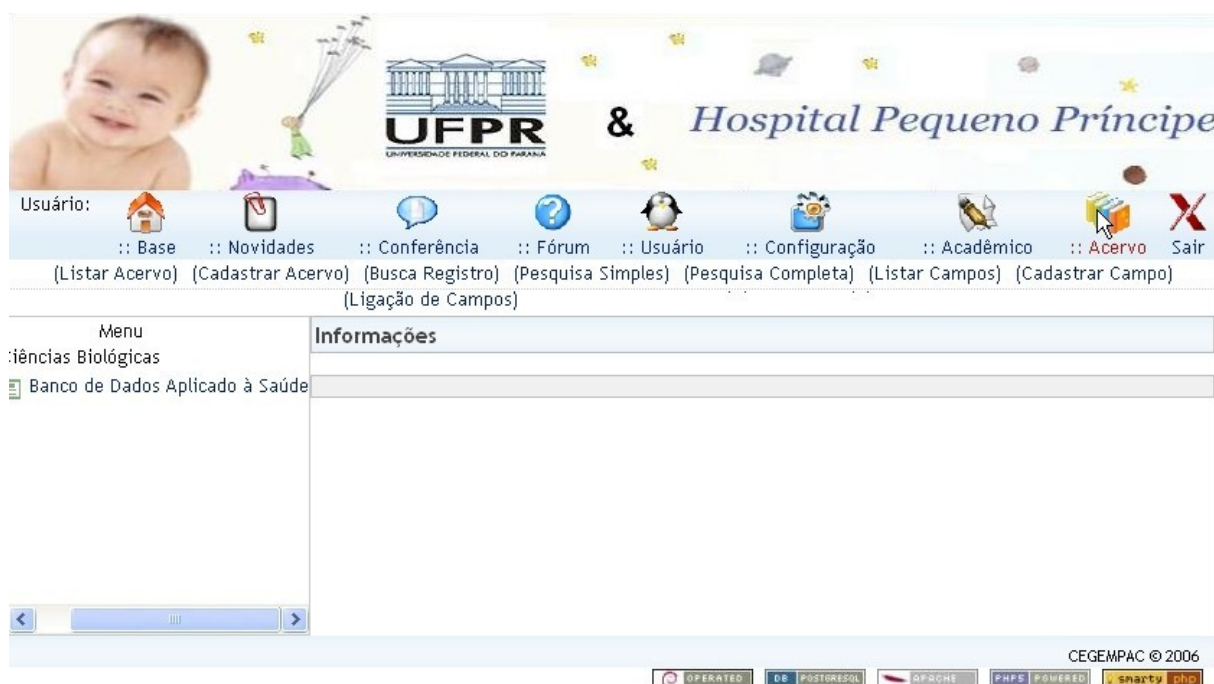 UFPR
UNIVERSIDADE FEDERAL DO PARANÁ
& Hospital Pequeno Príncipe
Usuário:
:: Base :: Novidades :: Conferência :: Fórum :: Usuário :: Configuração :: Acadêmico :: Acervo Sair
(Listar Acervo) (Cadastrar Acervo) (Busca Registro) (Pesquisa Simples) (Pesquisa Completa) (Listar Campos) (Cadastrar Campo)
(Ligação de Campos)
Menu
iências Biológicas
Banco de Dados Aplicado à Saúde
Informações
CEGEMPAC © 2006
OPERATED DB POSTGRESQL APACHE PHP5 POWERED smarty php